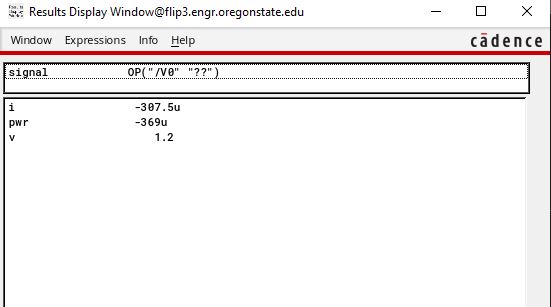 Results Display Window@flip3.engr.oregonstate.edu
Window Expressions Info Help
cādence
signal OP("/V0" "??")
i -307.5u
pwr -369u
v 1.2